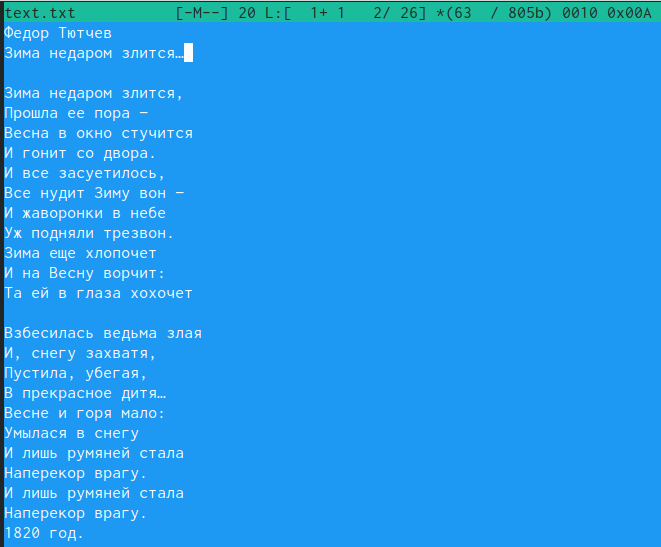 text.txt [-M--] 20 L:[ 1+ 1 2/ 26] *(63 / 805b) 0010 0x00A
Федор Тютчев
Зима недаром злится…

Зима недаром злится,
Прошла ее пора –
Весна в окно стучится
И гонит со двора.
И все засуетилось,
Все нудит Зиму вон –
И жаворонки в небе
Уж подняли трезвон.
Зима еще хлопочет
И на Весну ворчит:
Та ей в глаза хохочет

Взбесилась ведьма злая
И, снегу захватя,
Пустила, убегая,
В прекрасное дитя…
Весне и горя мало:
Умылася в снегу
И лишь румяней стала
Наперекор врагу.
И лишь румяней стала
Наперекор врагу.
1820 год.